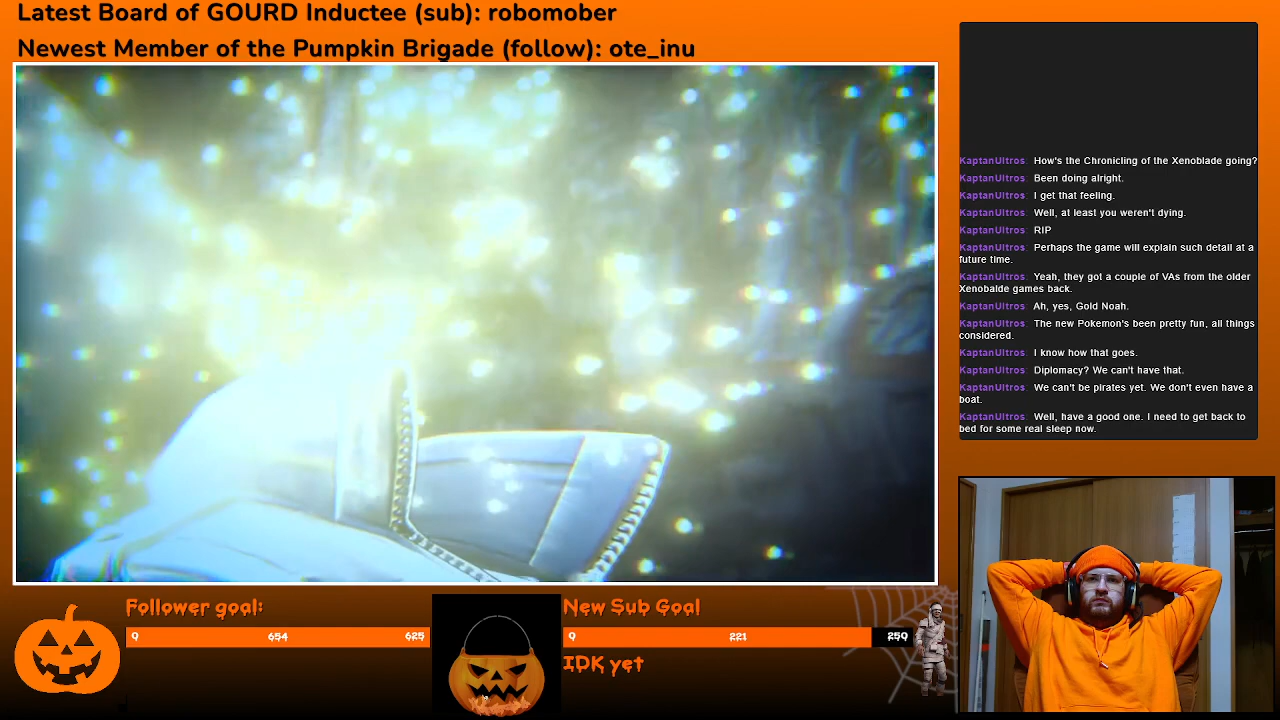 Latest Board of GOURD Inductee (sub): robomober
Newest Member of the Pumpkin Brigade (follow): ote_inu
KaptanUltros: How's the Chronicling of the Xenoblade going?
KaptanUltros: Been doing alright.
KaptanUltros: I get that feeling.
KaptanUltros: Well, at least you weren't dying.
KaptanUltros: RIP
KaptanUltros: Perhaps the game will explain such detail at a
future time.
KaptanUltros: Yeah, they got a couple of VAs from the older
Xenobalde games back.
KaptanUltros: Ah, yes, Gold Noah.
KaptanUltros: The new Pokemon's been pretty fun, all things
considered.
KaptanUltros: I know how that goes.
KaptanUltros: Diplomacy? We can't have that.
KaptanUltros: We can't be pirates yet. We don't even have a
boat.
KaptanUltros: Well, have a good one. I need to get back to
bed for some real sleep now.
Follower goal:
0 654 625
New Sub Goal
0 221 250
IDK yet